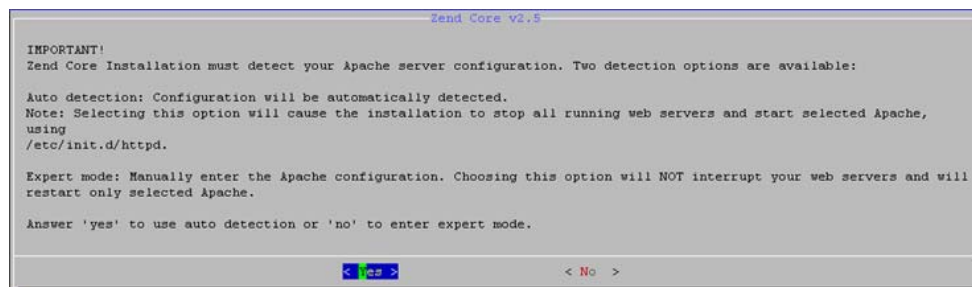 Zend Core v2.5
IMPORTANT!
Zend Core Installation must detect your Apache server configuration. Two detection options are available:
Auto detection: Configuration will be automatically detected.
Note: Selecting this option will cause the installation to stop all running web servers and start selected Apache,
using
/etc/init.d/httpd.
Expert mode: Manually enter the Apache configuration. Choosing this option will NOT interrupt your web servers and will
restart only selected Apache.
Answer 'yes' to use auto detection or 'no' to enter expert mode.
< Yes > < No >